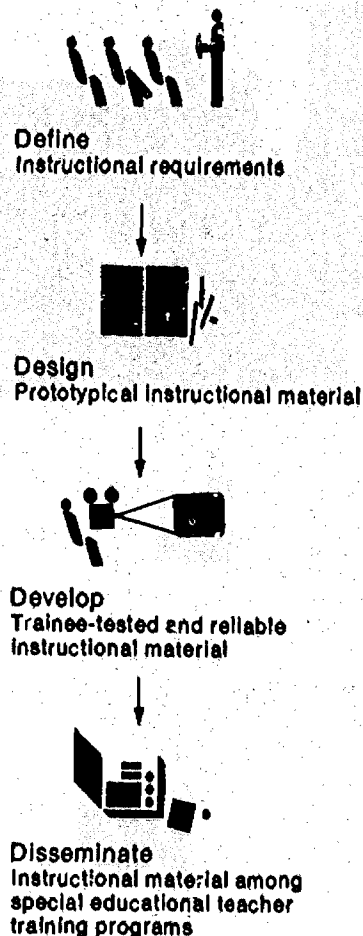 Define
Instructional requirements
Design
Prototypical instructional material
Develop
Trainee-tested and reliable
instructional material
Disseminate
Instructional material among
special educational teacher
training programs